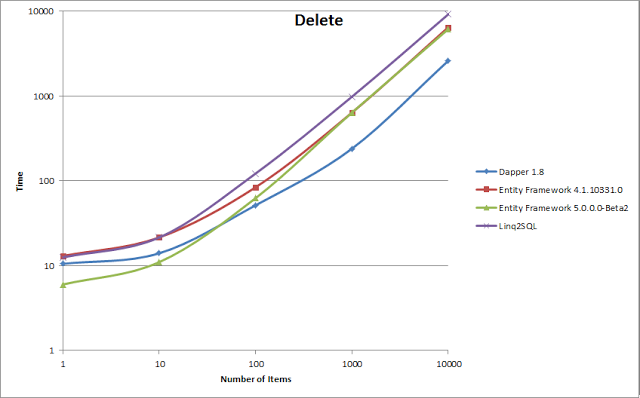 Delete
10000
1000
100
10
1
Time
1 10 100 1000 10000
Number of Items
Dapper 1.8
Entity Framework 4.1.10331.0
Entity Framework 5.0.0.0-Beta2
Linq2SQL